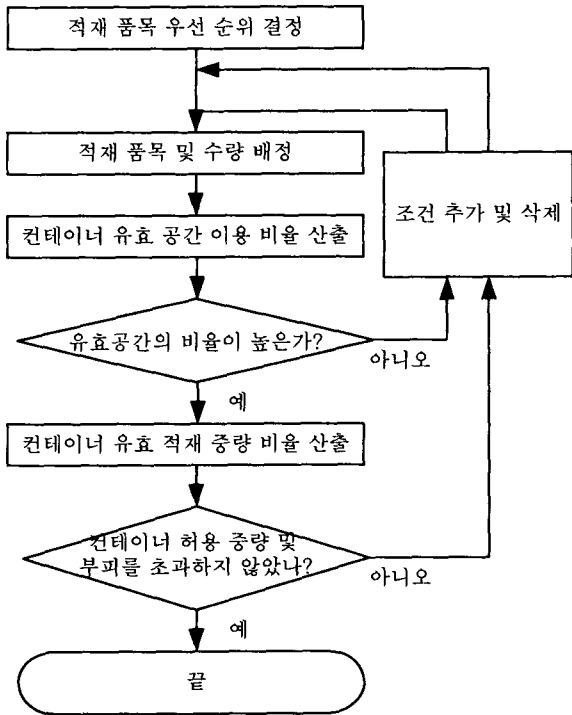 적재 품목 우선 순위 결정
적재 품목 및 수량 배정
조건 추가 및 삭제
컨테이너 유효 공간 이용 비율 산출
유효공간의 비율이 높은가?
아니오
예
컨테이너 유효 적재 중량 비율 산출
컨테이너 허용 중량 및
부피를 초과하지 않았나?
아니오
예
끝